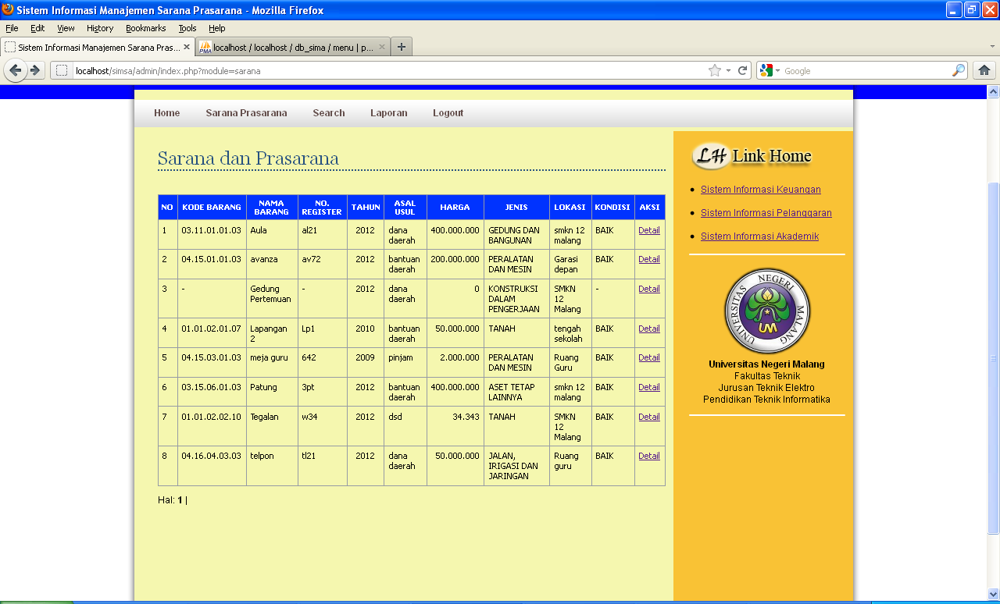 Sistem Informasi Manajemen Sarana Prasarana - Mozilla Firefox
File Edit View History Bookmarks Tools Help
Sistem Informasi Manajemen Sarana Pras... localhost / localhost / db_sima / menu | p...
localhost/simsa/admin/index.php?module=sarana Google
Home Sarana Prasarana Search Laporan Logout
Sarana dan Prasarana
NO KODE BARANG NAMA BARANG NO. REGISTER TAHUN ASAL USUL HARGA JENIS LOKASI KONDISI AKSI
1 03.11.01.01.03 Aula al21 2012 dana daerah 400.000.000 GEDUNG DAN BANGUNAN smkn 12 malang BAIK Detail
2 04.15.01.01.03 avanza av72 2012 bantuan daerah 200.000.000 PERALATAN DAN MESIN Garasi depan BAIK Detail
3 - Gedung Pertemuan - 2012 dana daerah 0 KONSTRUKSI DALAM PENGERJAAN SMKN 12 Malang - Detail
4 01.01.02.01.07 Lapangan 2 Lp1 2010 bantuan daerah 50.000.000 TANAH tengah sekolah BAIK Detail
5 04.15.03.01.03 meja guru 642 2009 pinjam 2.000.000 PERALATAN DAN MESIN Ruang Guru BAIK Detail
6 03.15.06.01.03 Patung 3pt 2012 bantuan daerah 400.000.000 ASET TETAP LAINNYA smkn 12 malang BAIK Detail
7 01.01.02.02.10 Tegalan w34 2012 dsd 34.343 TANAH SMKN 12 Malang BAIK Detail
8 04.16.04.03.03 telpon tl21 2012 dana daerah 50.000.000 JALAN, IRIGASI DAN JARINGAN Ruang guru BAIK Detail
Hal: 1 |
LH Link Home
Sistem Informasi Keuangan
Sistem Informasi Pelanggaran
Sistem Informasi Akademik
UNIVERSITAS NEGERI MALANG
UM
Universitas Negeri Malang
Fakultas Teknik
Jurusan Teknik Elektro
Pendidikan Teknik Informatika